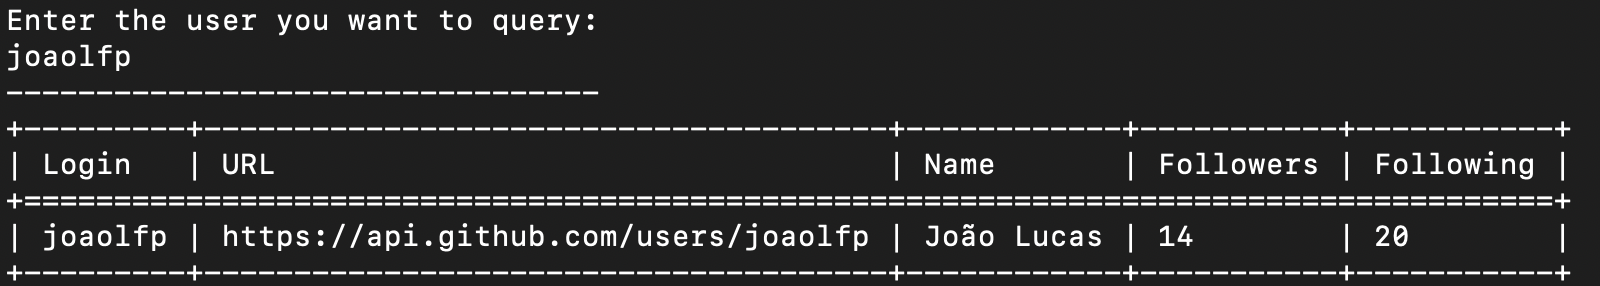 Enter the user you want to query:
joaolfp
---------------------------------
+---------+--------------------------------------+------------+-----------+-----------+
| Login   | URL                                  | Name       | Followers | Following |
+=====================================================================================+
| joaolfp | https://api.github.com/users/joaolfp | João Lucas | 14        | 20        |
+---------+--------------------------------------+------------+-----------+-----------+